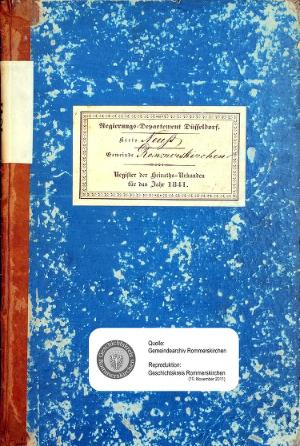 Regierungs-Departement Düsseldorf.
Kreis Neuß
Gemeinde Rommerskirchen
Register der Heiraths-Urkunden
für das Jahr 1841.
Quelle:
Gemeindearchiv Rommerskirchen
Reproduktion:
Geschichtskreis Rommerskirchen